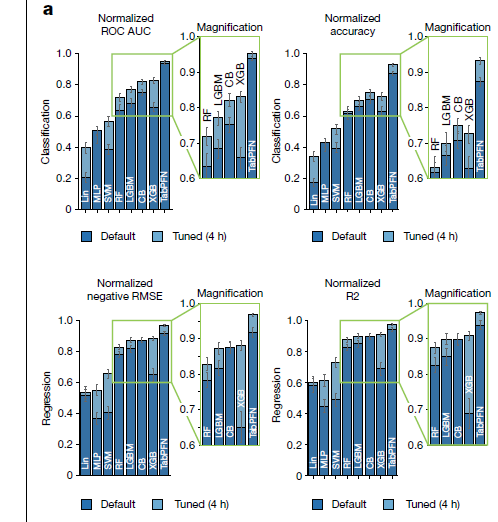 a
Normalized
ROC AUC
Magnification
Classification
1.0
0.8
0.6
0.4
0.2
0
Lin
MLP
SVM
RF
LGBM
CB
XGB
TabPFN
1.0
0.9
0.8
0.7
0.6
RF
LGBM
CB
XGB
TabPFN
Default
Tuned (4 h)
Normalized
accuracy
Magnification
Classification
1.0
0.8
0.6
0.4
0.2
0
Lin
MLP
SVM
RF
LGBM
CB
XGB
TabPFN
1.0
0.9
0.8
0.7
0.6
RF
LGBM
CB
XGB
TabPFN
Default
Tuned (4 h)
Normalized
negative RMSE
Magnification
Regression
1.0
0.8
0.6
0.4
0.2
0
Lin
MLP
SVM
RF
LGBM
CB
XGB
TabPFN
1.0
0.9
0.8
0.7
0.6
RF
LGBM
CB
XGB
TabPFN
Default
Tuned (4 h)
Normalized
R2
Magnification
Regression
1.0
0.8
0.6
0.4
0.2
0
Lin
MLP
SVM
RF
LGBM
CB
XGB
TabPFN
1.0
0.9
0.8
0.7
0.6
RF
LGBM
CB
XGB
TabPFN
Default
Tuned (4 h)